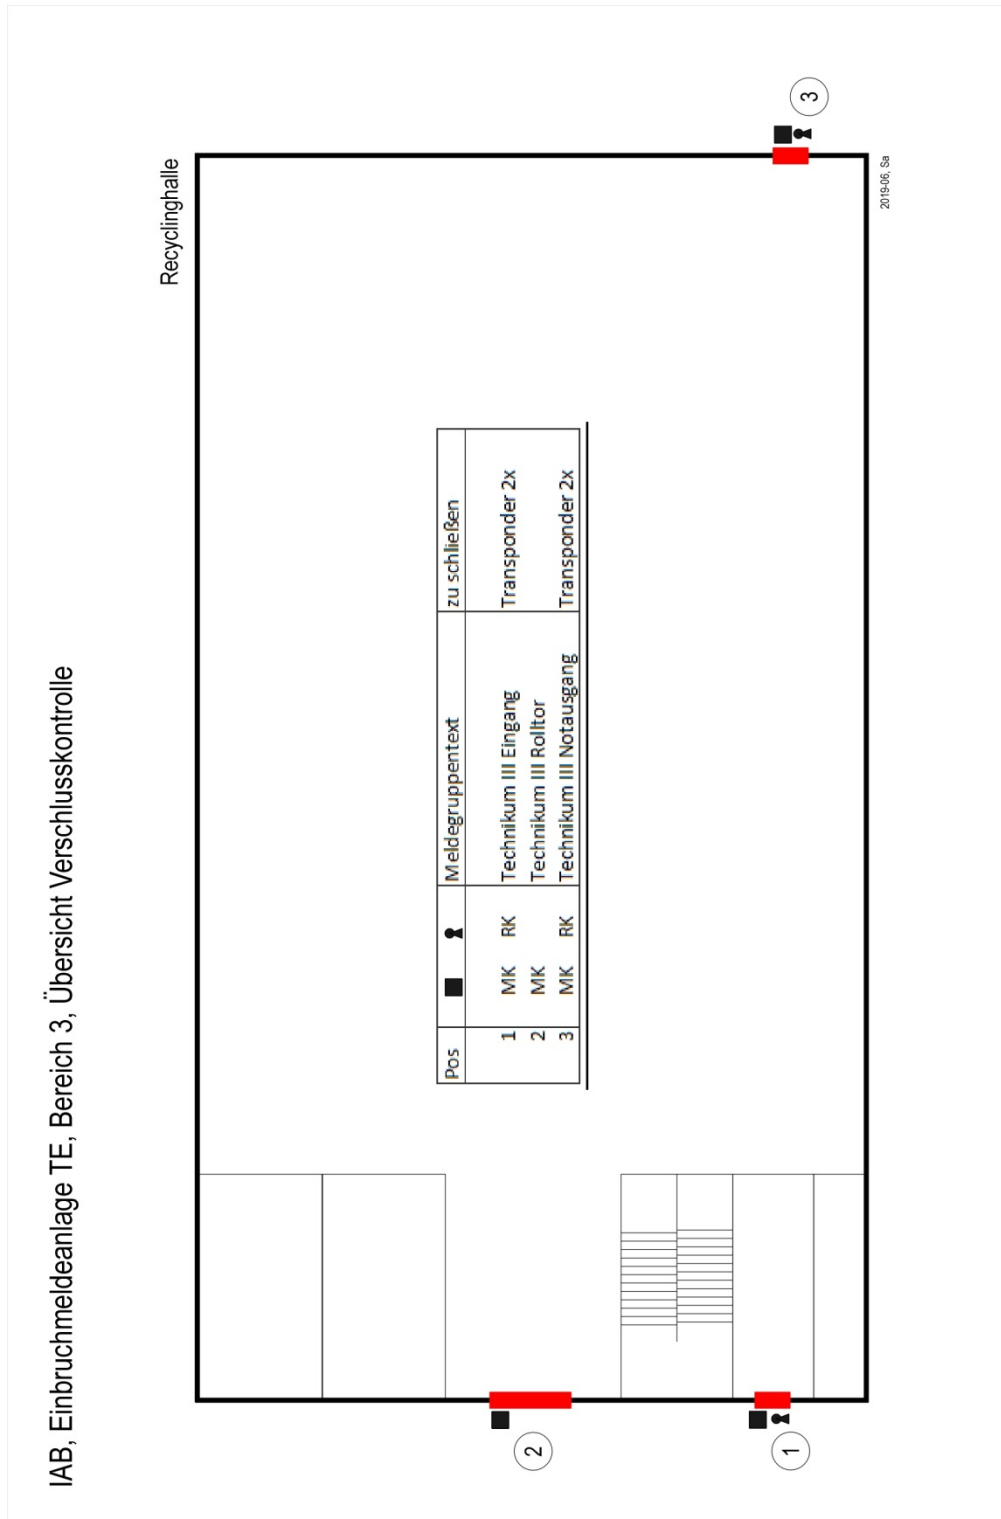 IAB, Einbruchmeldeanlage TE, Bereich 3, Übersicht Verschlusskontrolle
Recyclinghalle
Pos Meldegruppentext zu schließen
1 MK RK Technikum III Eingang Transponder 2x
2 MK Technikum III Rolltor
3 MK RK Technikum III Notausgang Transponder 2x
2
1
3
2019-06, Sa